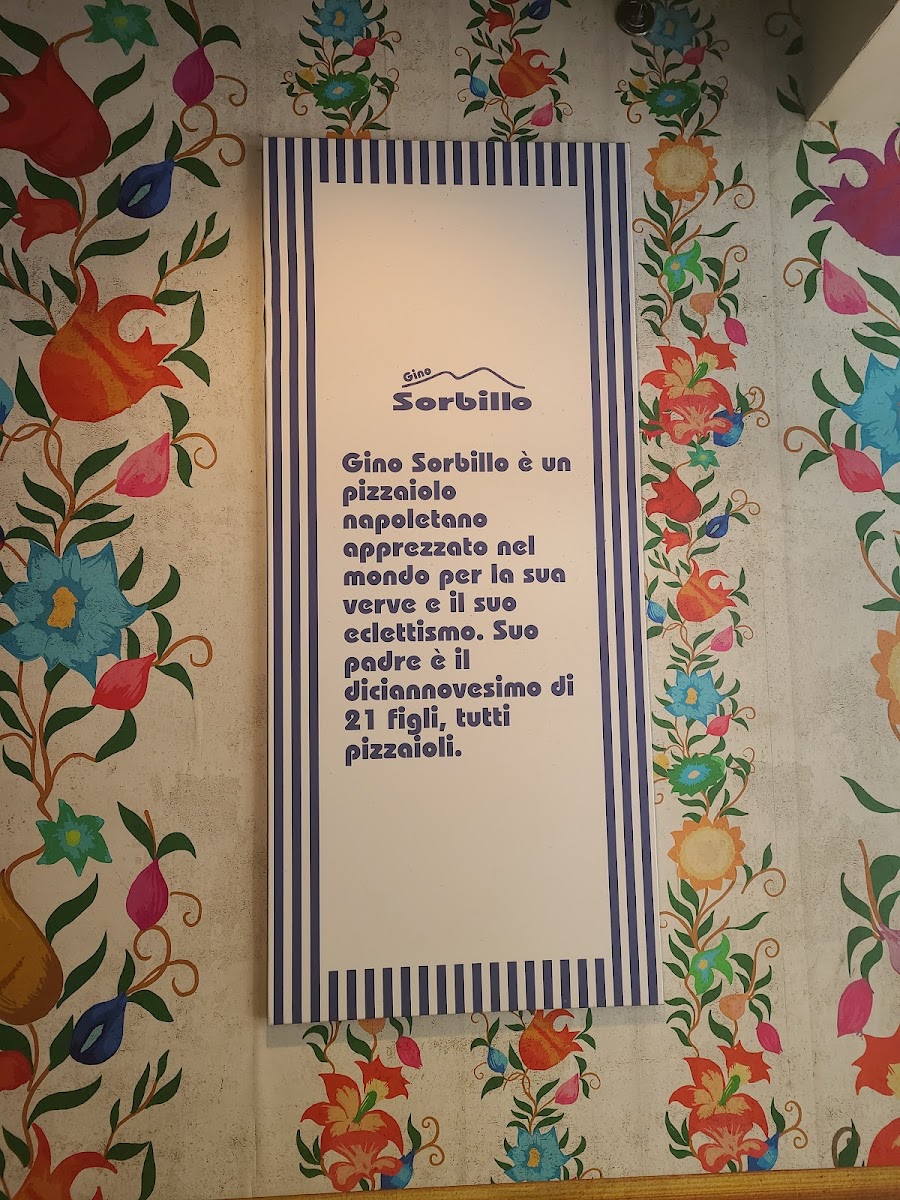 Gino
Sorbillo
Gino Sorbillo è un
pizzaiolo
napoletano
apprezzato nel
mondo per la sua
verve e il suo
eclettismo. Suo
padre è il
diciannovesimo di
21 figli, tutti
pizzaioli.